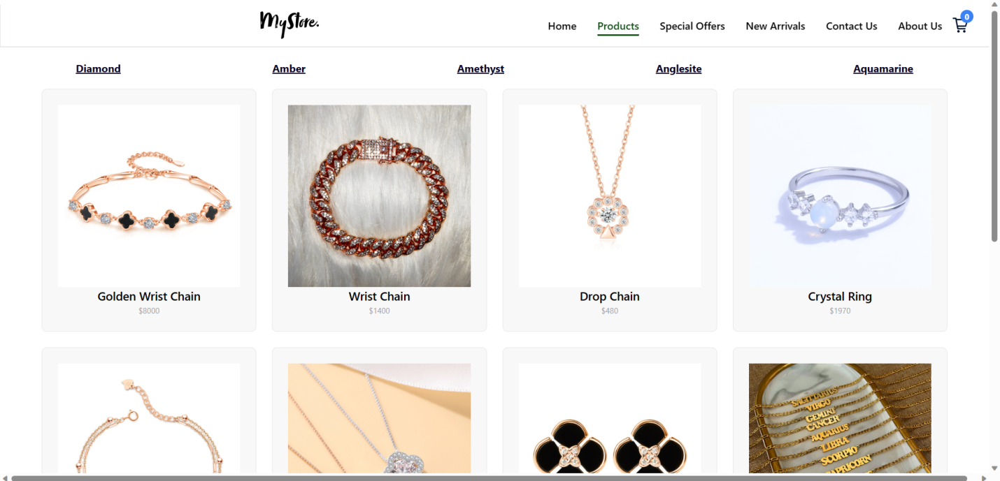 MyStore.
Home Products Special Offers New Arrivals Contact Us About Us 0
Diamond Amber Amethyst Anglesite Aquamarine
Golden Wrist Chain Wrist Chain Drop Chain Crystal Ring
$8000 $1400 $480 $1970
SAGITTARIUS
VIRGO
GEMINI
CANCER
AQUARIUS
LIBRA
SCORPIO
CAPRICORN